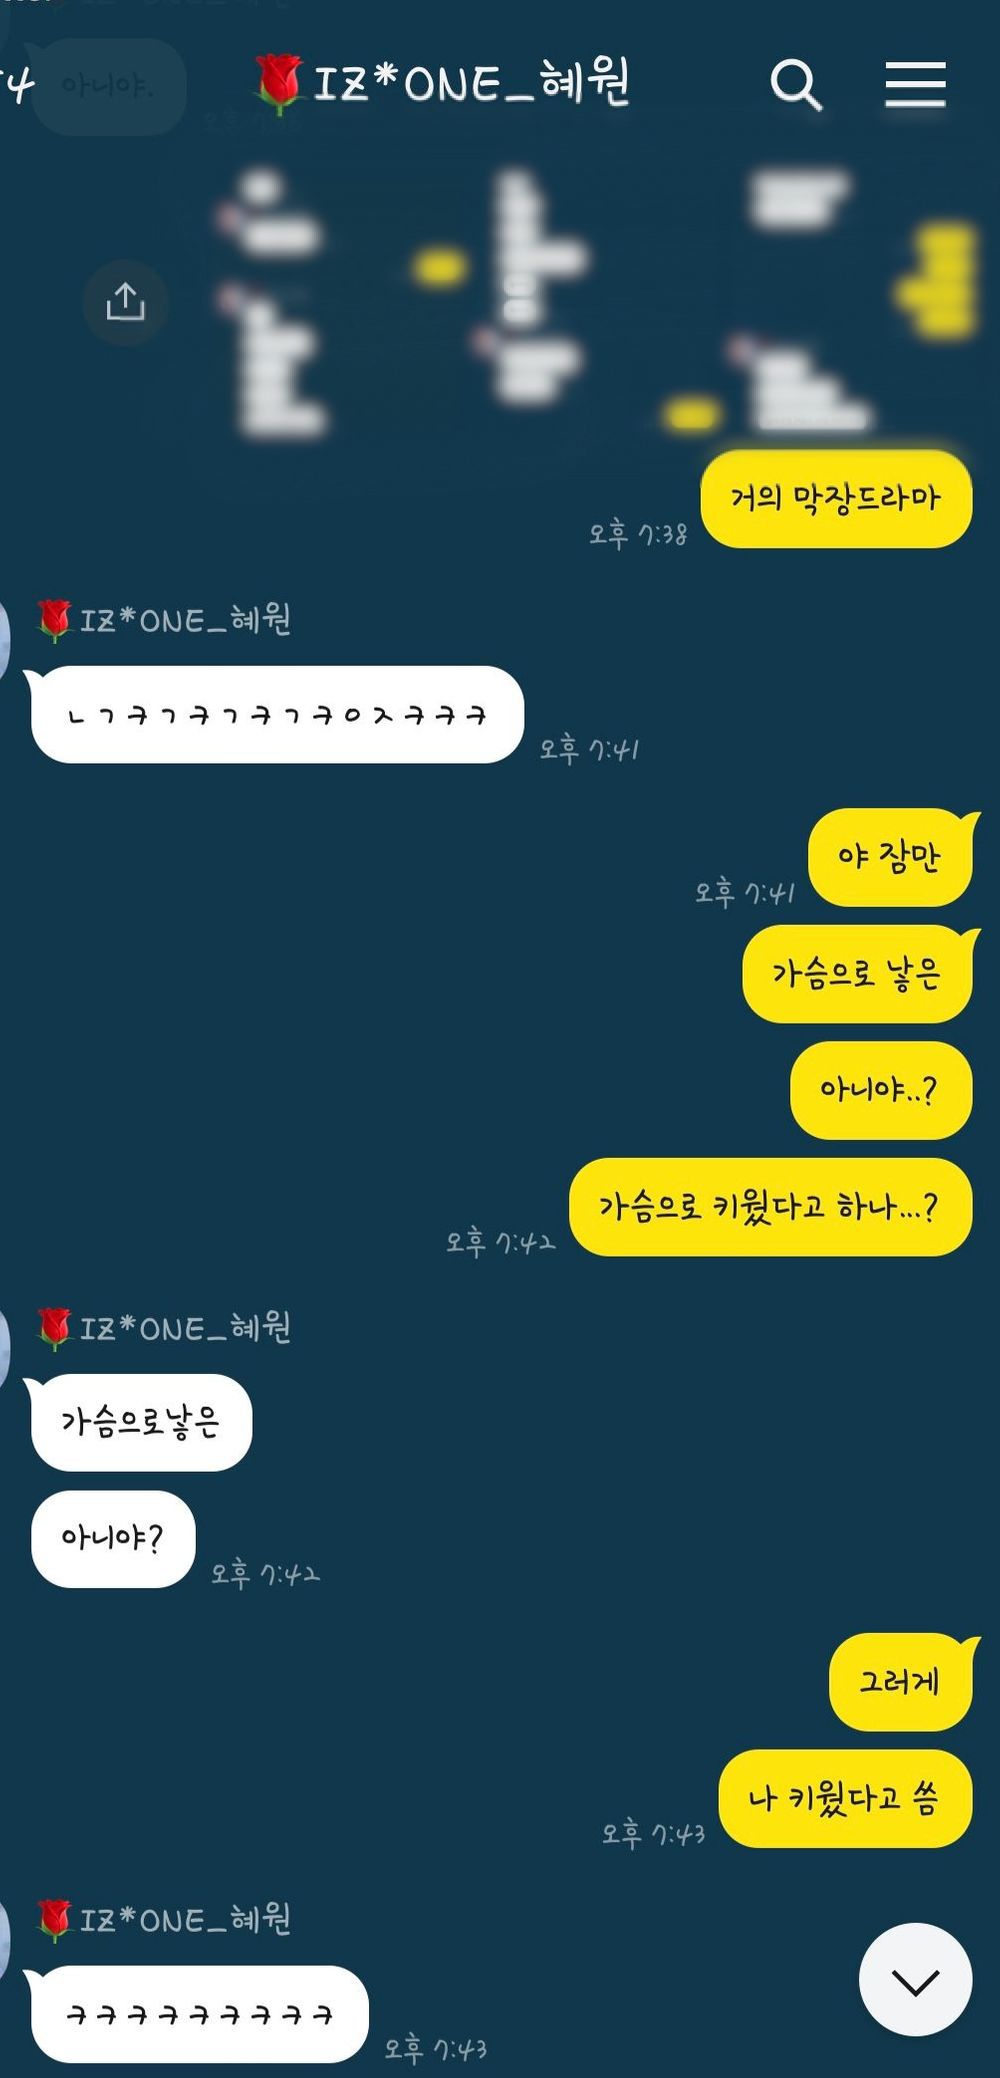 4
아니야.
🌹IZ*ONE_혜원
거의 막장드라마
오후 7:38
🌹IZ*ONE_혜원
ㄴㄱㅋㄱㅋㄱㅋㄱㅋㅇㅈㅋㅋㅋ
오후 7:41
야 잠만
오후 7:41
가슴으로 낳은
아니야..?
가슴으로 키웠다고 하나...?
오후 7:42
🌹IZ*ONE_혜원
가슴으로낳은
아니야?
오후 7:42
그러게
나 키웠다고 씀
오후 7:43
🌹IZ*ONE_혜원
ㅋㅋㅋㅋㅋㅋㅋㅋㅋ
오후 7:43